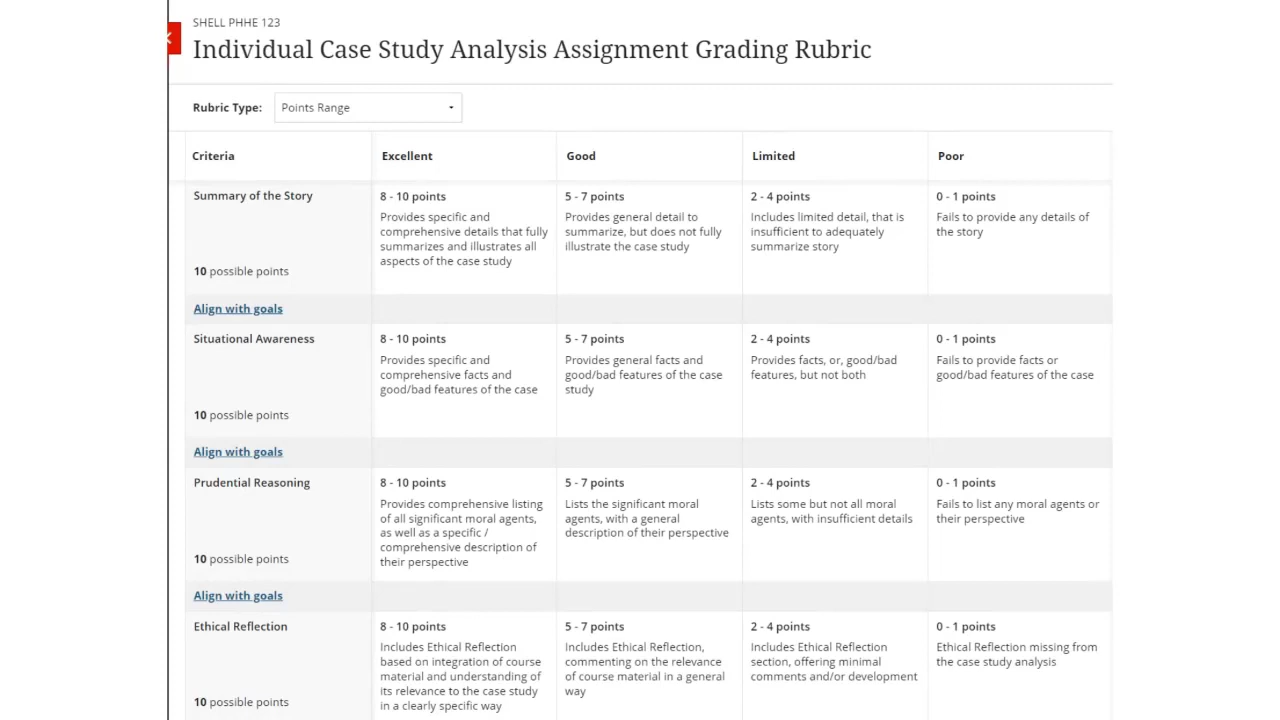 SHELL PHHE 123
Individual Case Study Analysis Assignment Grading Rubric
Rubric Type:
Points Range
Criteria
Excellent
Good
Limited
Poor
Summary of the Story
10 possible points
8 - 10 points
Provides specific and
comprehensive details that fully
summarizes and illustrates all
aspects of the case study
5 - 7 points
Provides general detail to
summarize, but does not fully
illustrate the case study
2 - 4 points
Includes limited detail, that is
insufficient to adequately
summarize story
0 - 1 points
Fails to provide any details of
the story
Align with goals
Situational Awareness
10 possible points
8 - 10 points
Provides specific and
comprehensive facts and
good/bad features of the case
5 - 7 points
Provides general facts and
good/bad features of the case
study
2 - 4 points
Provides facts, or, good/bad
features, but not both
0 - 1 points
Fails to provide facts or
good/bad features of the case
Align with goals
Prudential Reasoning
10 possible points
8 - 10 points
Provides comprehensive listing
of all significant moral agents,
as well as a specific /
comprehensive description of
their perspective
5 - 7 points
Lists the significant moral
agents, with a general
description of their perspective
2 - 4 points
Lists some but not all moral
agents, with insufficient details
0 - 1 points
Fails to list any moral agents or
their perspective
Align with goals
Ethical Reflection
10 possible points
8 - 10 points
Includes Ethical Reflection
based on integration of course
material and understanding of
its relevance to the case study
in a clearly specific way
5 - 7 points
Includes Ethical Reflection,
commenting on the relevance
of course material in a general
way
2 - 4 points
Includes Ethical Reflection
section, offering minimal
comments and/or development
0 - 1 points
Ethical Reflection missing from
the case study analysis